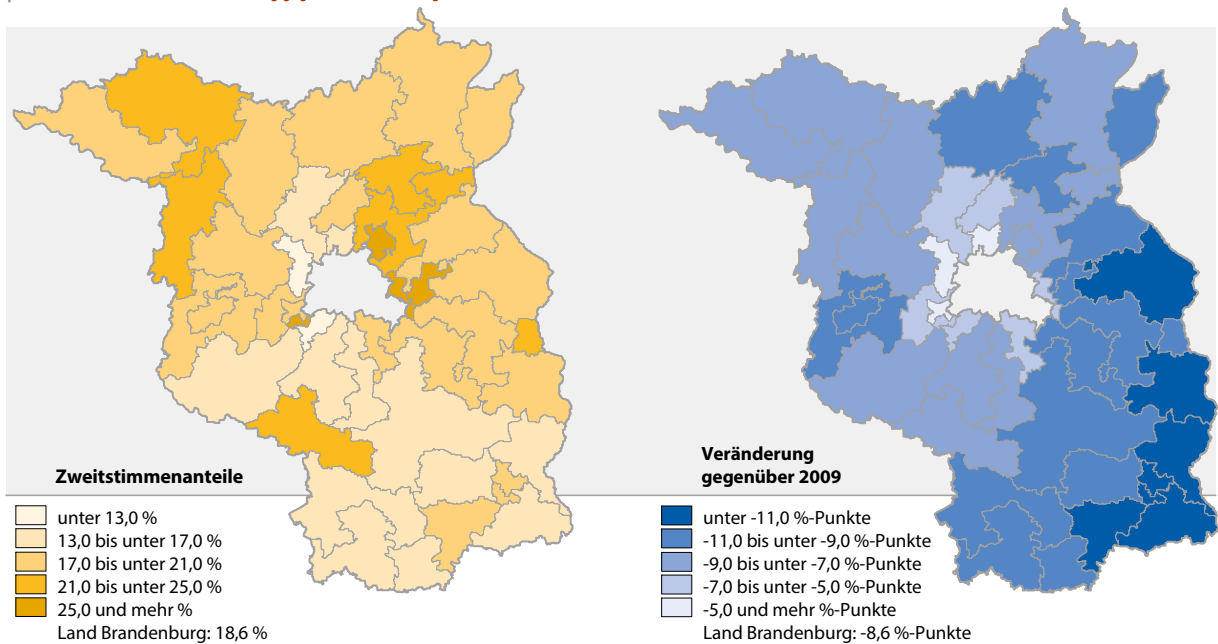 Zweitstimmenanteile
unter 13,0 %
13,0 bis unter 17,0 %
17,0 bis unter 21,0 %
21,0 bis unter 25,0 %
25,0 und mehr %
Land Brandenburg: 18,6 %
Veränderung
gegenüber 2009
unter -11,0 %-Punkte
-11,0 bis unter -9,0 %-Punkte
-9,0 bis unter -7,0 %-Punkte
-7,0 bis unter -5,0 %-Punkte
-5,0 und mehr %-Punkte
Land Brandenburg: -8,6 %-Punkte